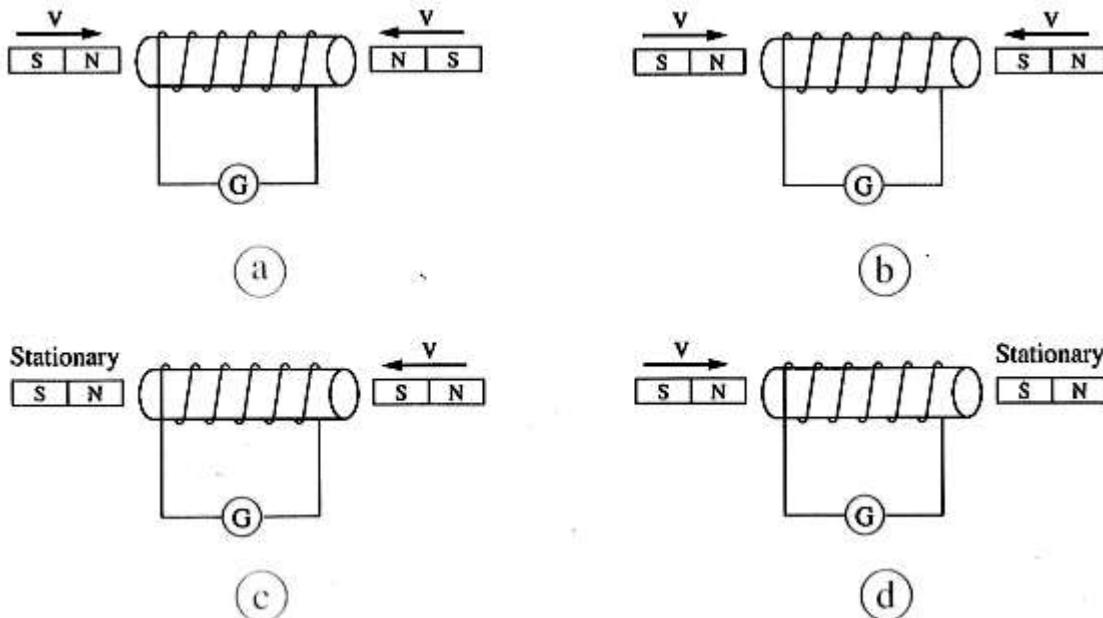 V V V V
S N N S S N S N
G G
a b
Stationary V V Stationary
S N S N S N S N
G G
c d